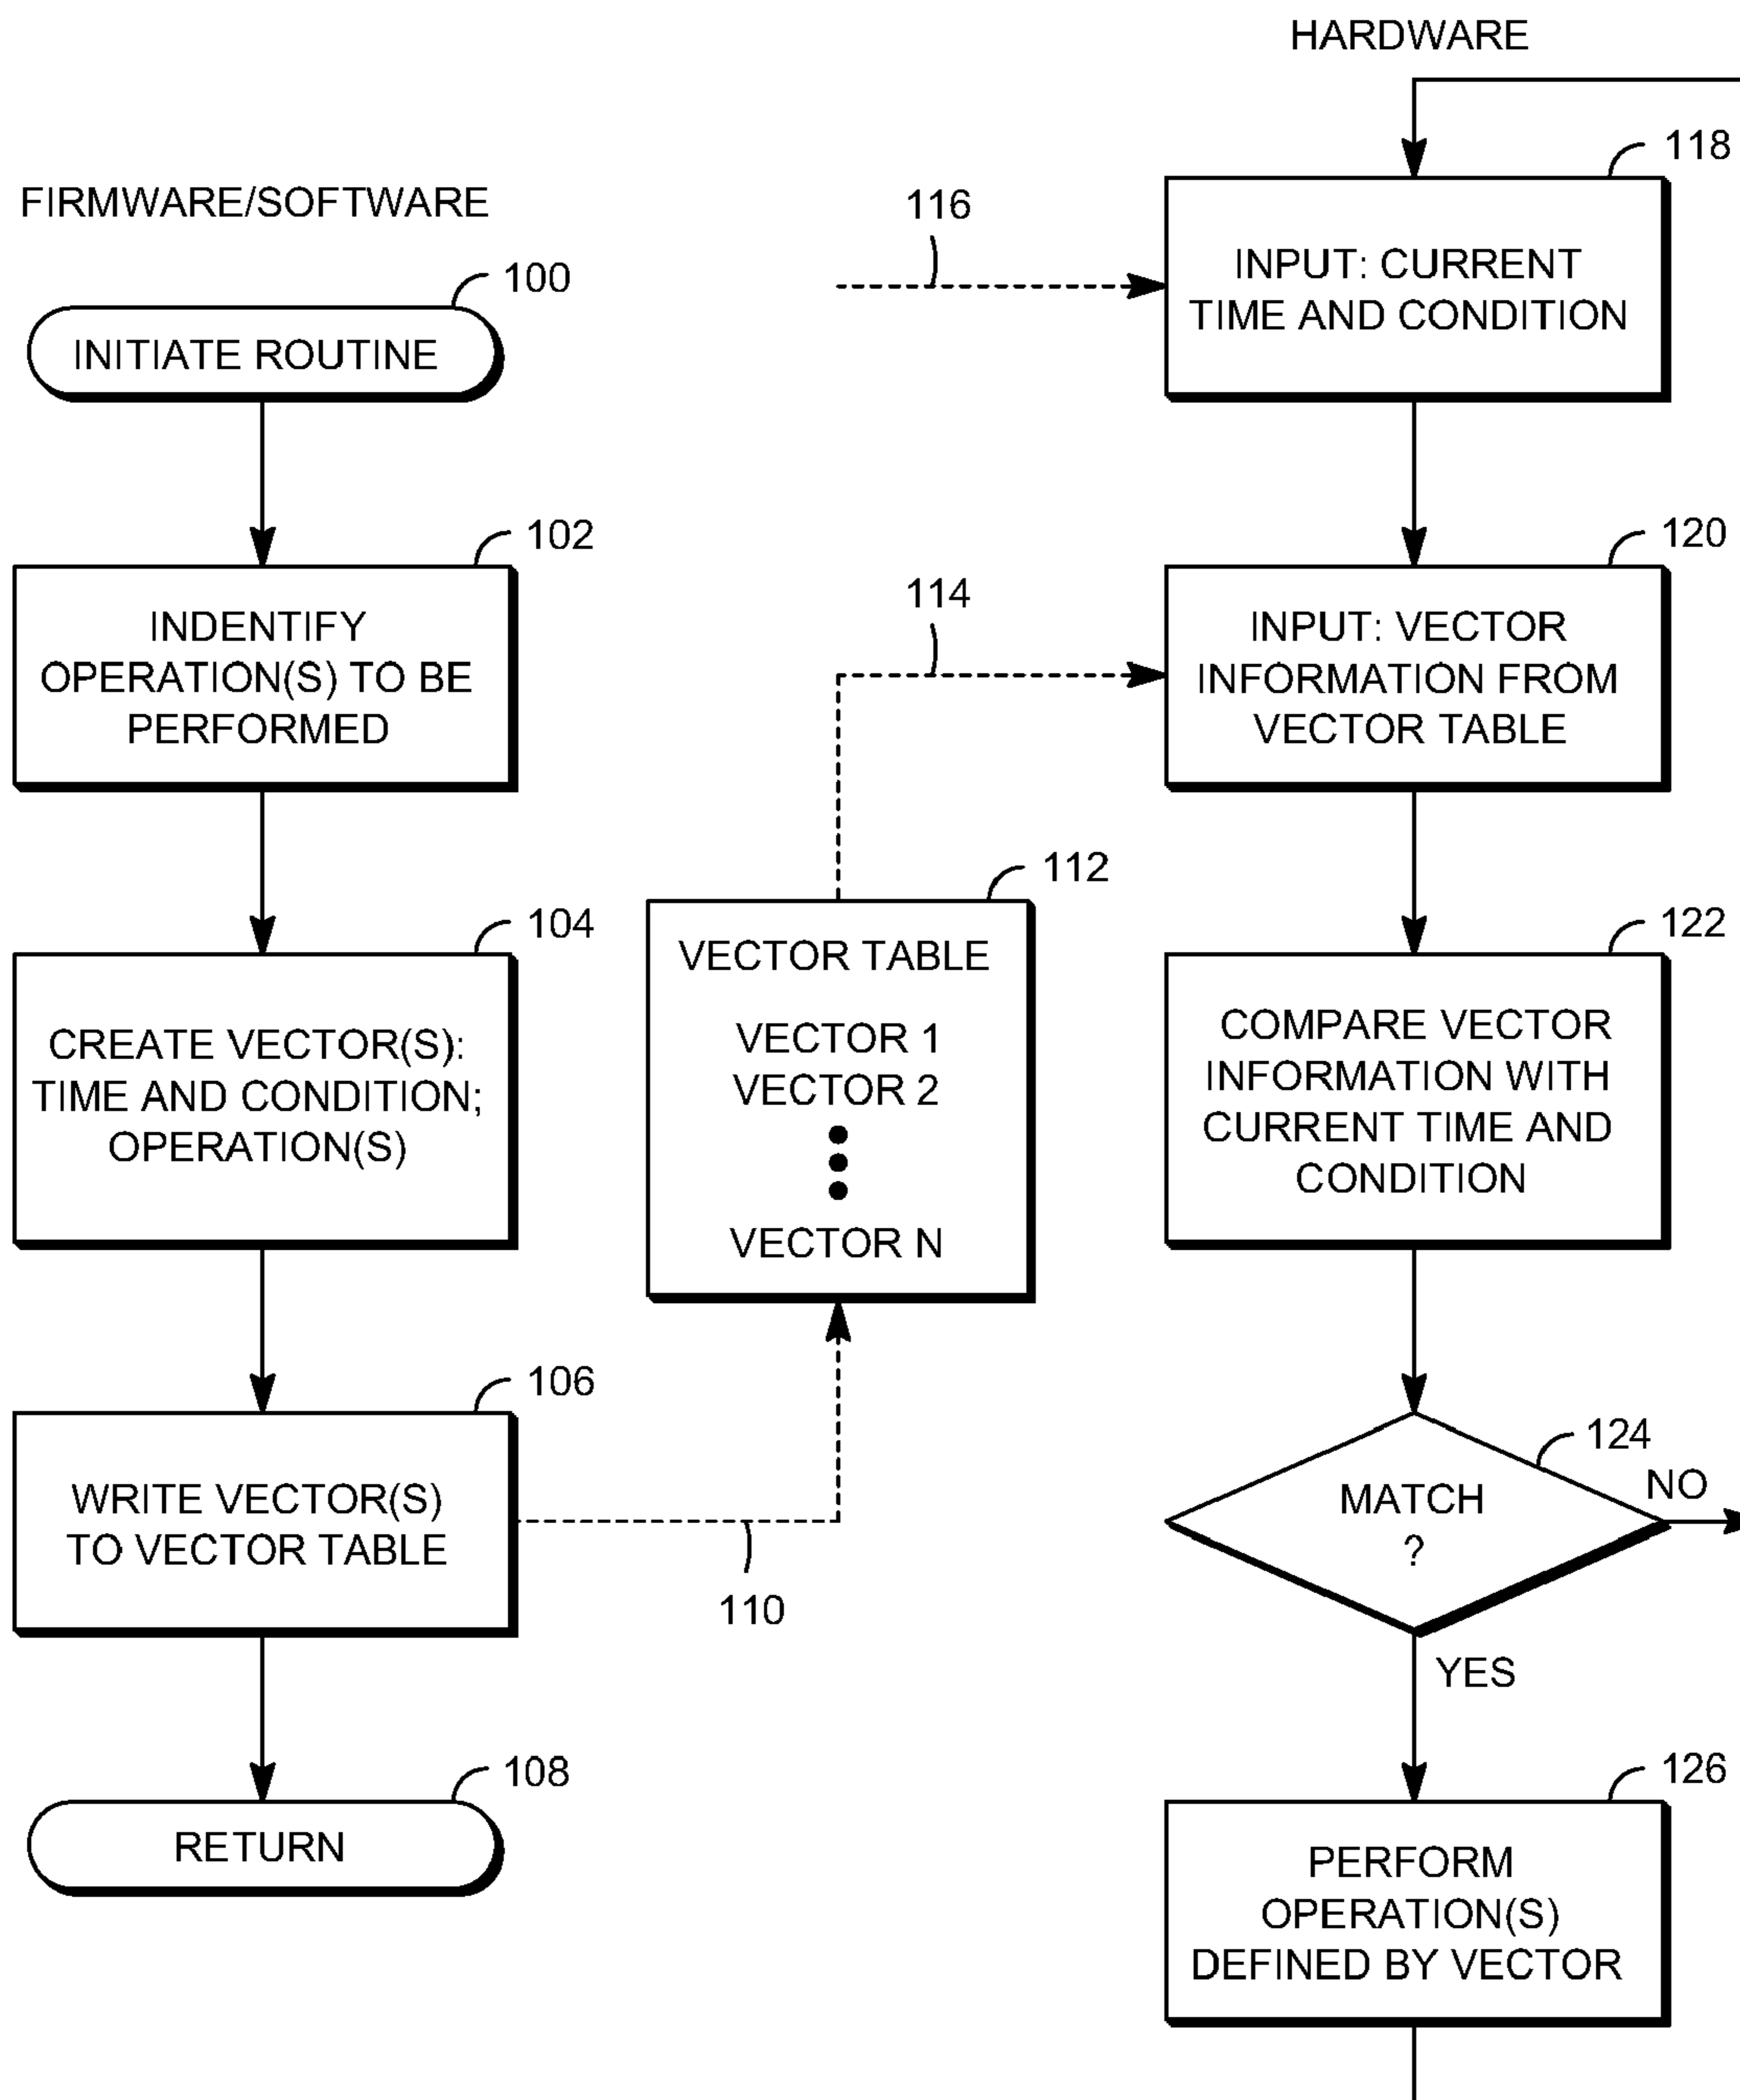 FIRMWARE/SOFTWARE
100
INITIATE ROUTINE
102
INDENTIFY
OPERATION(S) TO BE
PERFORMED
104
CREATE VECTOR(S):
TIME AND CONDITION;
OPERATION(S)
106
WRITE VECTOR(S)
TO VECTOR TABLE
108
RETURN
110
112
VECTOR TABLE
VECTOR 1
VECTOR 2
VECTOR N
114
116
HARDWARE
118
INPUT: CURRENT
TIME AND CONDITION
120
INPUT: VECTOR
INFORMATION FROM
VECTOR TABLE
122
COMPARE VECTOR
INFORMATION WITH
CURRENT TIME AND
CONDITION
124
MATCH
?
NO
YES
126
PERFORM
OPERATION(S)
DEFINED BY VECTOR